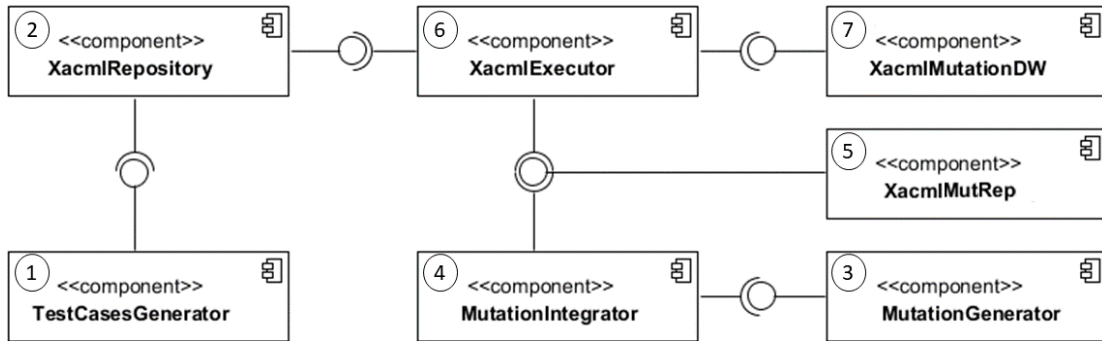 2
<<component>>
XacmlRepository
6
<<component>>
XacmlExecutor
7
<<component>>
XacmlMutationDW
5
<<component>>
XacmlMutRep
1
<<component>>
TestCasesGenerator
4
<<component>>
MutationIntegrator
3
<<component>>
MutationGenerator